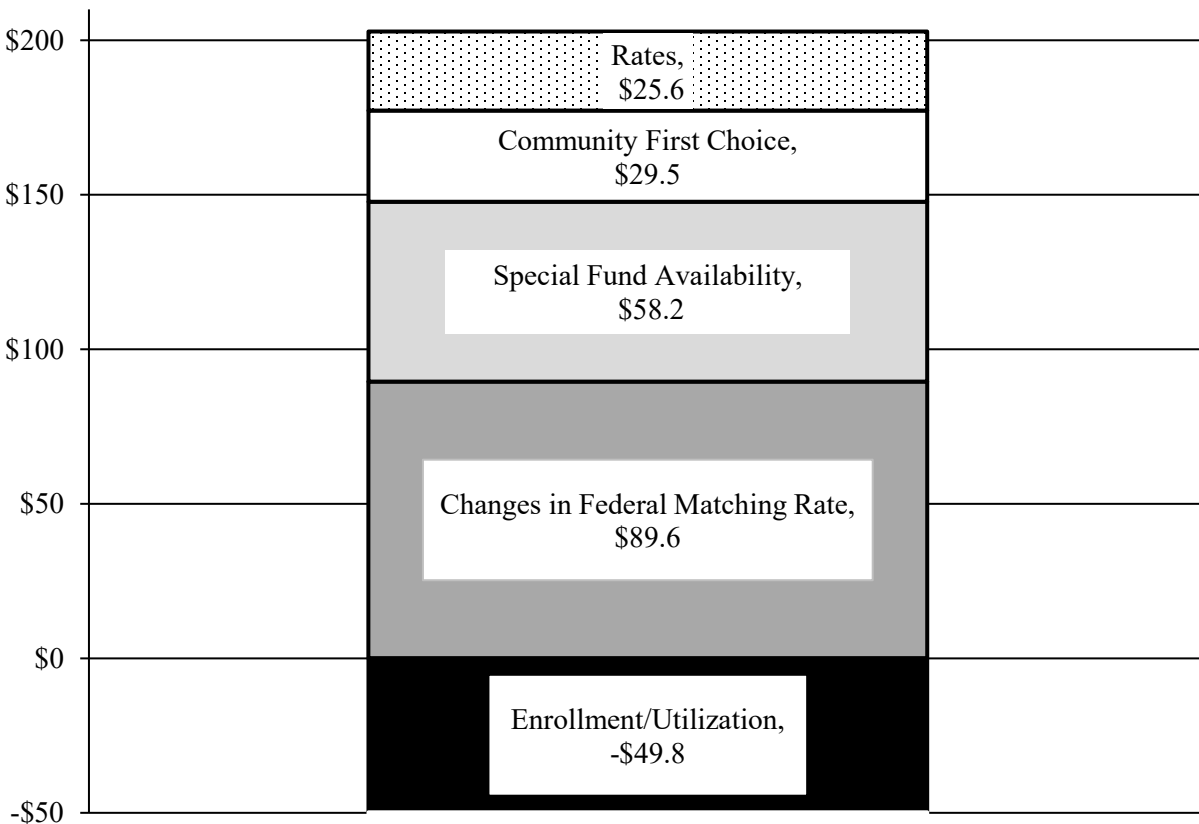 $200
Rates,
$25.6
Community First Choice,
$29.5
$150
Special Fund Availability,
$58.2
$100
Changes in Federal Matching Rate,
$89.6
$50
$0
Enrollment/Utilization,
-$49.8
-$50